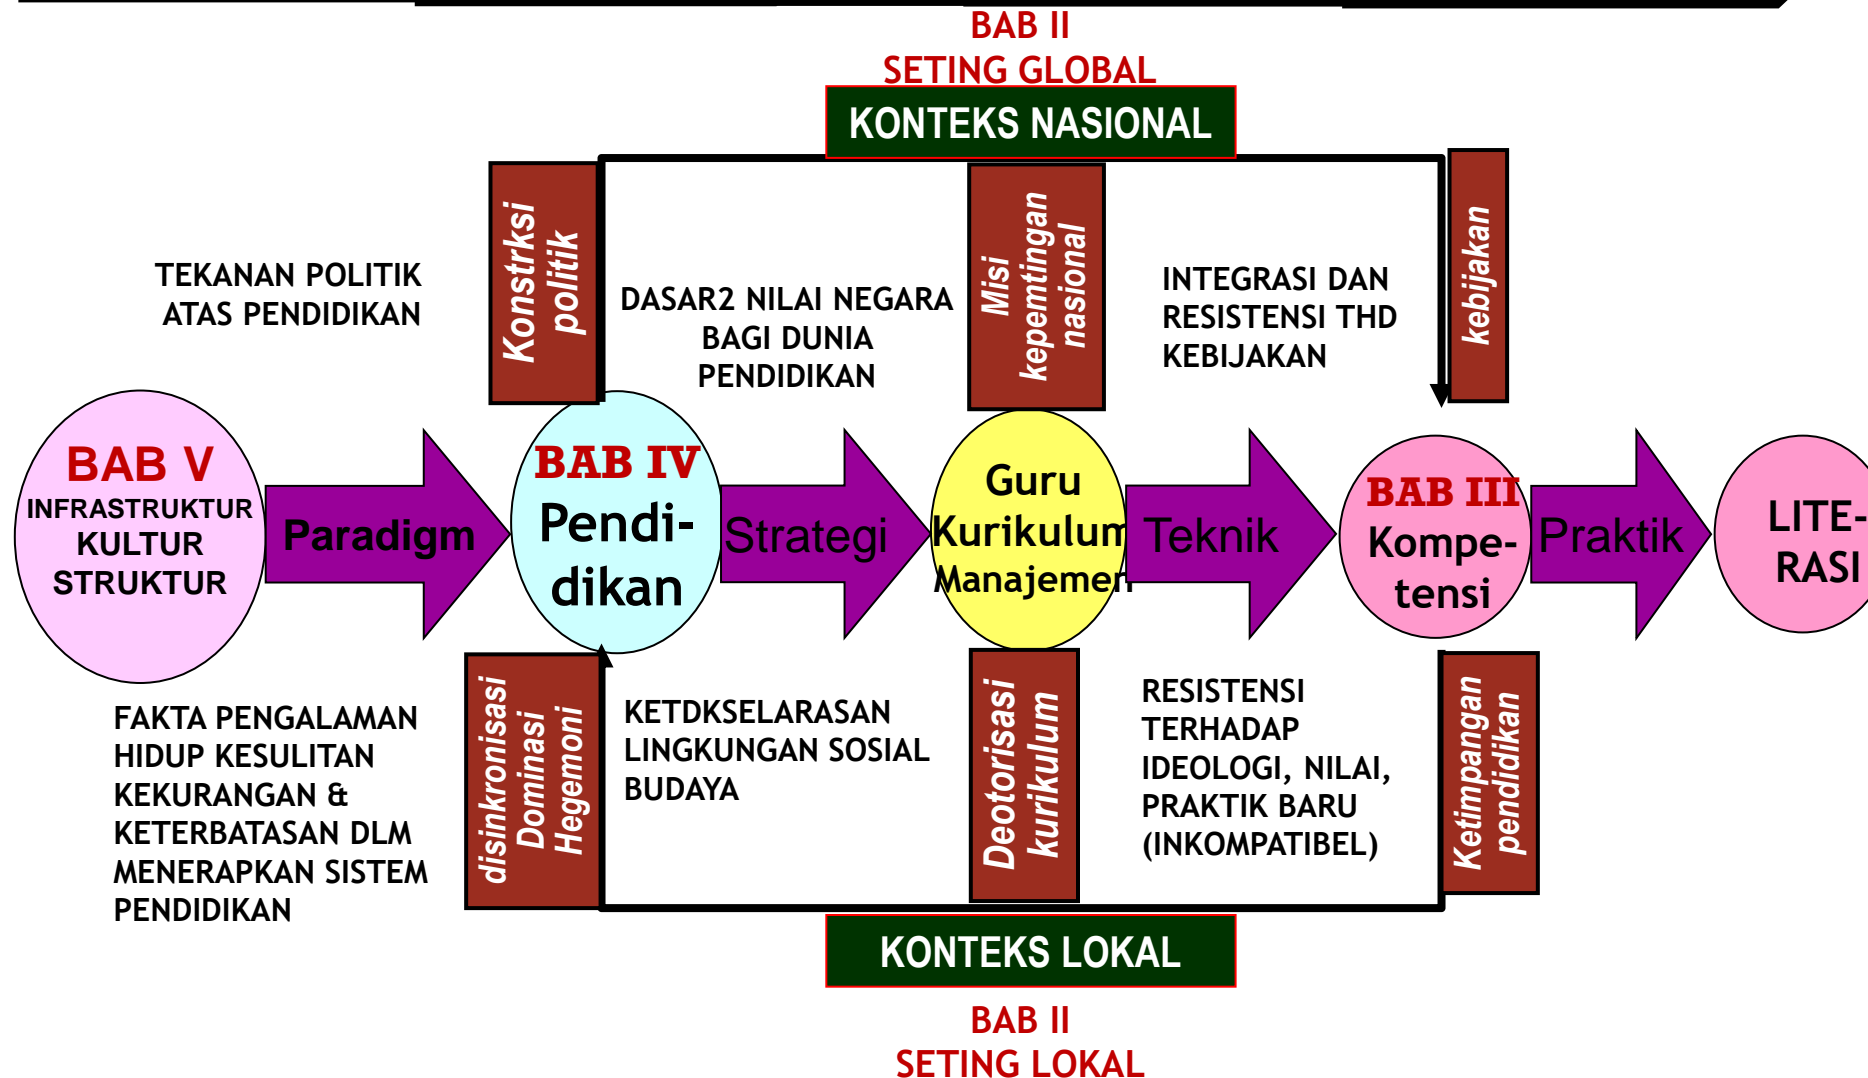 BAB II
SETING GLOBAL
KONTEKS NASIONAL
Konstrksi
politik
Misi
kepemtingan
nasional
kebijakan
TEKANAN POLITIK
ATAS PENDIDIKAN
DASAR2 NILAI NEGARA
BAGI DUNIA
PENDIDIKAN
INTEGRASI DAN
RESISTENSI THD
KEBIJAKAN
BAB V
INFRASTRUKTUR
KULTUR
STRUKTUR
Paradigm
BAB IV
Pendi-
dikan
Strategi
Guru
Kurikulum
Manajemen
Teknik
BAB III
Kompe-
tensi
Praktik
LITE-
RASI
FAKTA PENGALAMAN
HIDUP KESULITAN
KEKURANGAN &
KETERBATASAN DLM
MENERAPKAN SISTEM
PENDIDIKAN
disinkronisasi
Dominasi
Hegemoni
KETDKSELARASAN
LINGKUNGAN SOSIAL
BUDAYA
Deotorisasi
kurikulum
RESISTENSI
TERHADAP
IDEOLOGI, NILAI,
PRAKTIK BARU
(INKOMPATIBEL)
Ketimpangan
pendidikan
KONTEKS LOKAL
BAB II
SETING LOKAL